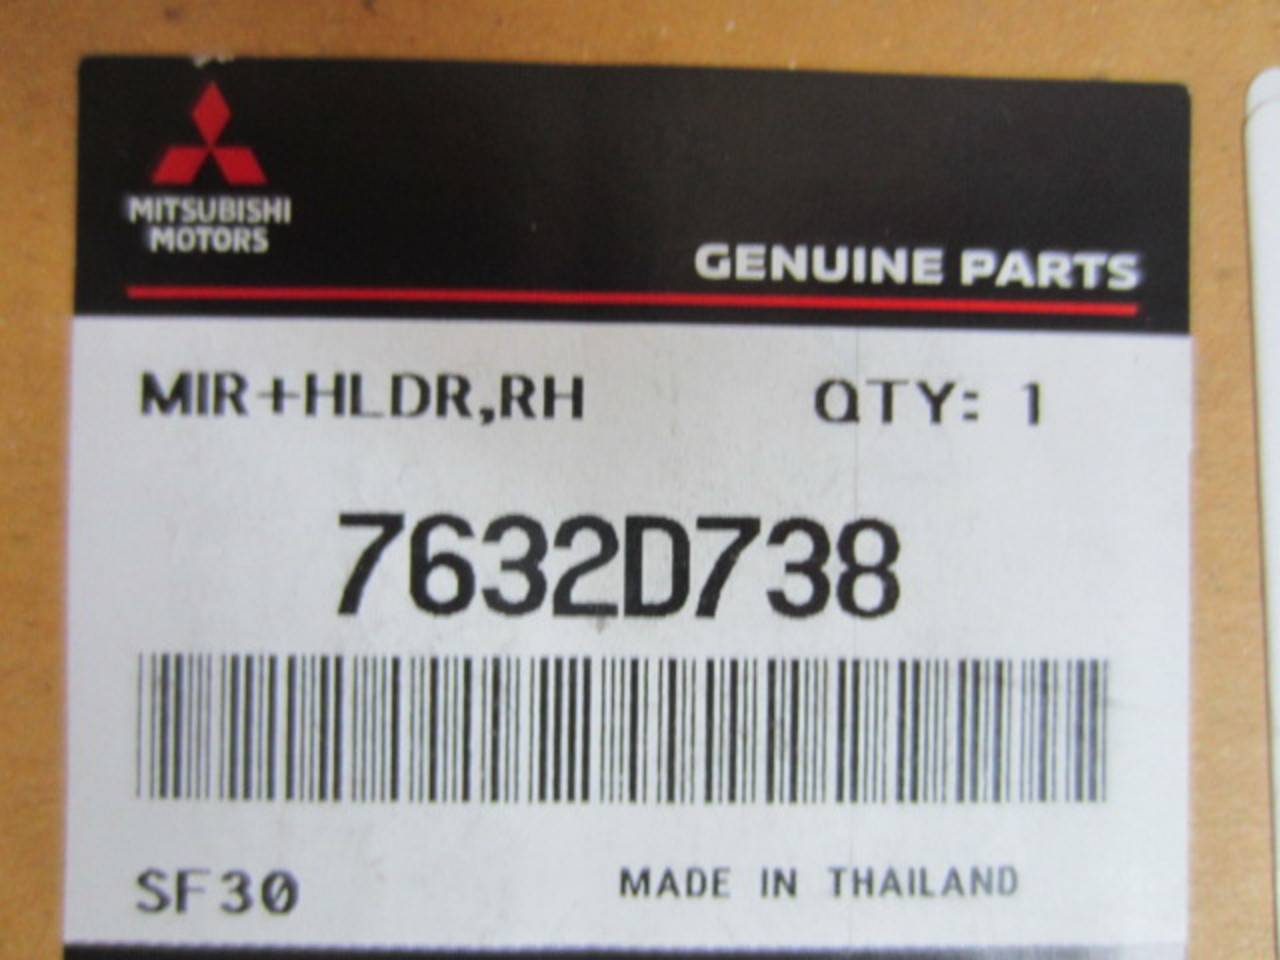 MITSUBISHI
MOTORS
GENUINE PARTS
MIR+HLDR,RH QTY: 1
7632D738
SF30 MADE IN THAILAND